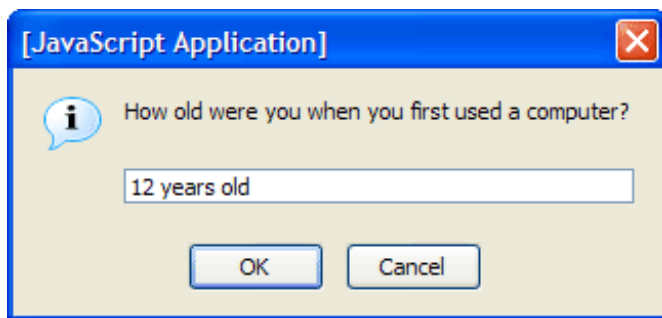 [JavaScript Application]
How old were you when you first used a computer?
12 years old
OK Cancel